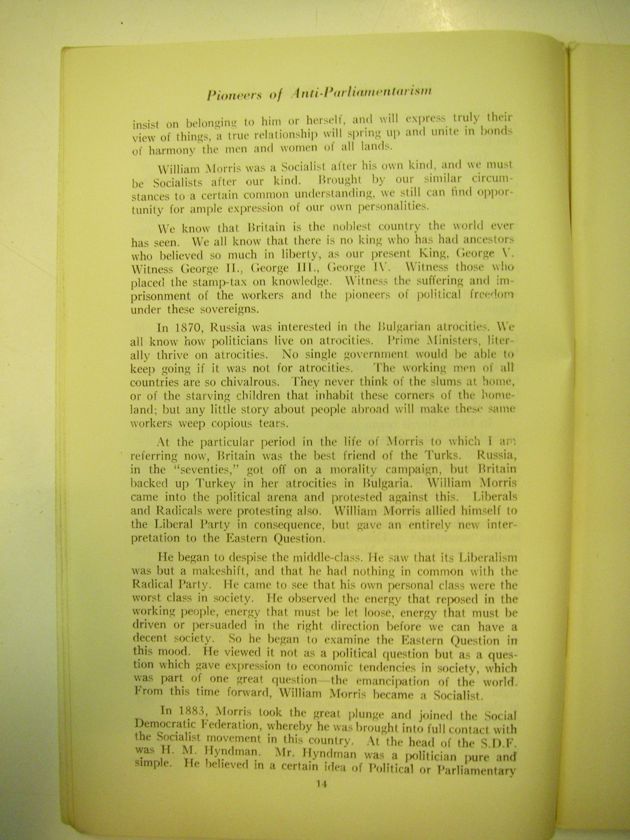 Pioneers of Anti-Parliamentarism
insist on belonging to him or herself, and will express truly their
view of things, a true relationship will spring up and unite in bonds
of harmony the men and women of all lands.
William Morris was a Socialist after his own kind, and we must
be Socialists after our kind. Brought by our similar circum-
stances to a certain common understanding, we still can find oppor-
tunity for ample expression of our own personalities.
We know that Britain is the noblest country the world ever
has seen. We all know that there is no king who has had ancestors
who believed so much in liberty, as our present King, George V.
Witness George II., George III., George IV. Witness those who
placed the stamp-tax on knowledge. Witness the suffering and im-
prisonment of the workers and the pioneers of political freedom
under these sovereigns.
In 1870, Russia was interested in the Bulgarian atrocities. We
all know how politicians live on atrocities. Prime Ministers, liter-
ally thrive on atrocities. No single government would be able to
keep going if it was not for atrocities. The working men of all
countries are so chivalrous. They never think of the slums at home,
or of the starving children that inhabit these corners of the home-
land; but any little story about people abroad will make these same
workers weep copious tears.
At the particular period in the life of Morris to which I am
referring now, Britain was the best friend of the Turks. Russia,
in the "seventies," got off on a morality campaign, but Britain
backed up Turkey in her atrocities in Bulgaria. William Morris
came into the political arena and protested against this. Liberals
and Radicals were protesting also. William Morris allied himself to
the Liberal Party in consequence, but gave an entirely new inter-
pretation to the Eastern Question.
He began to despise the middle-class. He saw that its Liberalism
was but a makeshift, and that he had nothing in common with the
Radical Party. He came to see that his own personal class were the
worst class in society. He observed the energy that reposed in the
working people, energy that must be let loose, energy that must be
driven or persuaded in the right direction before we can have a
decent society. So he began to examine the Eastern Question in
this mood. He viewed it not as a political question but as a ques-
tion which gave expression to economic tendencies in society, which
was part of one great question—the emancipation of the world.
From this time forward, William Morris became a Socialist.
In 1883, Morris took the great plunge and joined the Social
Democratic Federation, whereby he was brought into full contact with
the Socialist movement in this country. At the head of the S.D.F.
was H. M. Hyndman. Mr. Hyndman was a politician pure and
simple. He believed in a certain idea of Political or Parliamentary
14